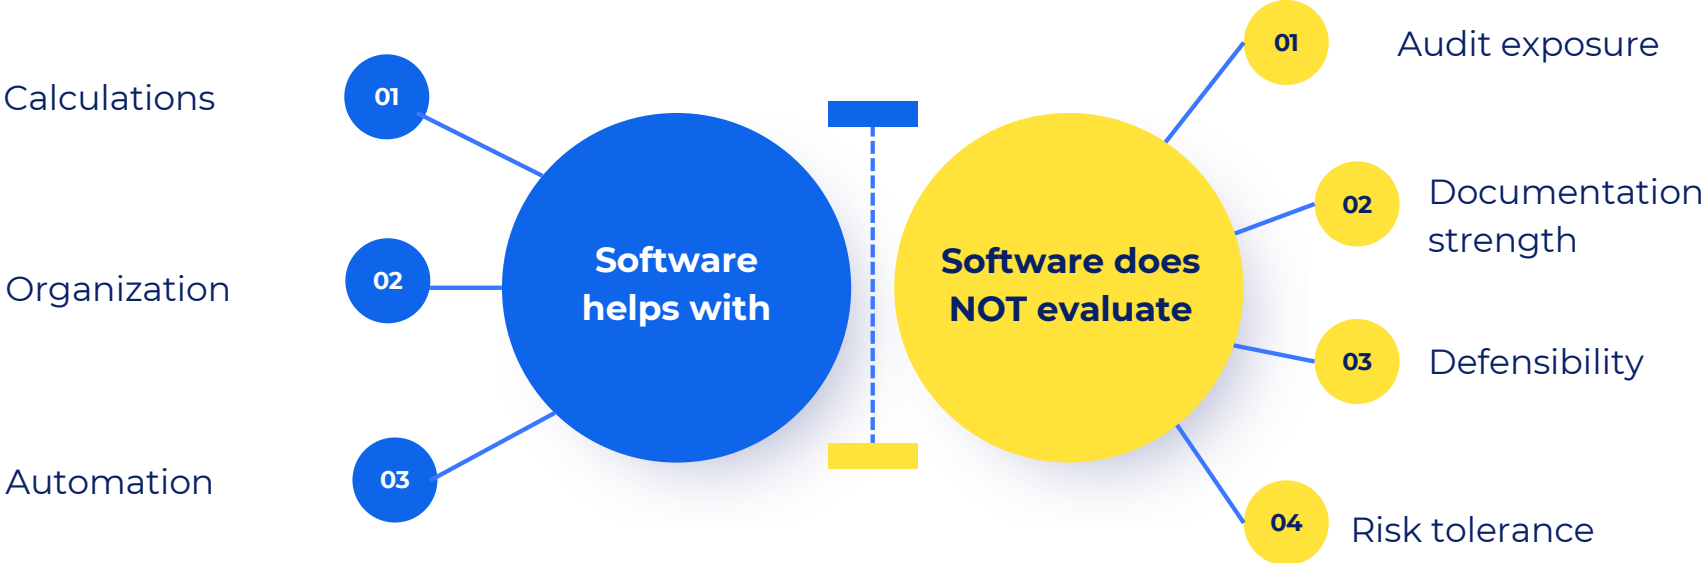 Calculations
01
Organization
02
Automation
03
Software
helps with
Software does
NOT evaluate
01
Audit exposure
02
Documentation
strength
03
Defensibility
04
Risk tolerance